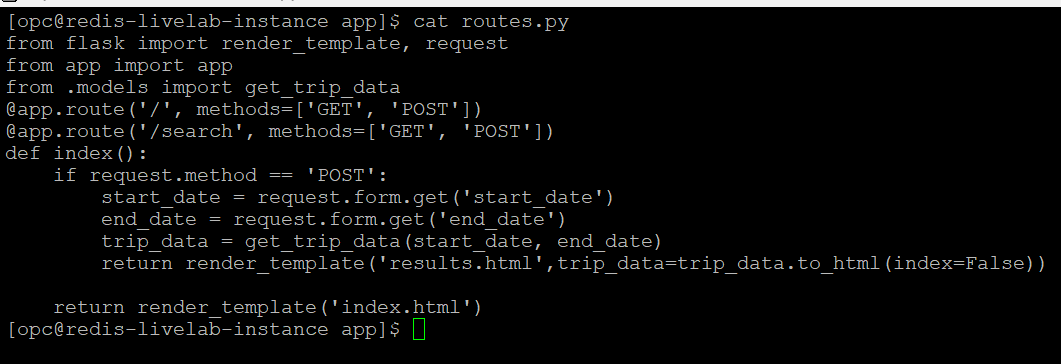 [opc@redis-livelab-instance app]$ cat routes.py
from flask import render_template, request
from app import app
from .models import get_trip_data
@app.route('/', methods=['GET', 'POST'])
@app.route('/search', methods=['GET', 'POST'])
def index():
    if request.method == 'POST':
        start_date = request.form.get('start_date')
        end_date = request.form.get('end_date')
        trip_data = get_trip_data(start_date, end_date)
        return render_template('results.html',trip_data=trip_data.to_html(index=False))
    return render_template('index.html')
[opc@redis-livelab-instance app]$